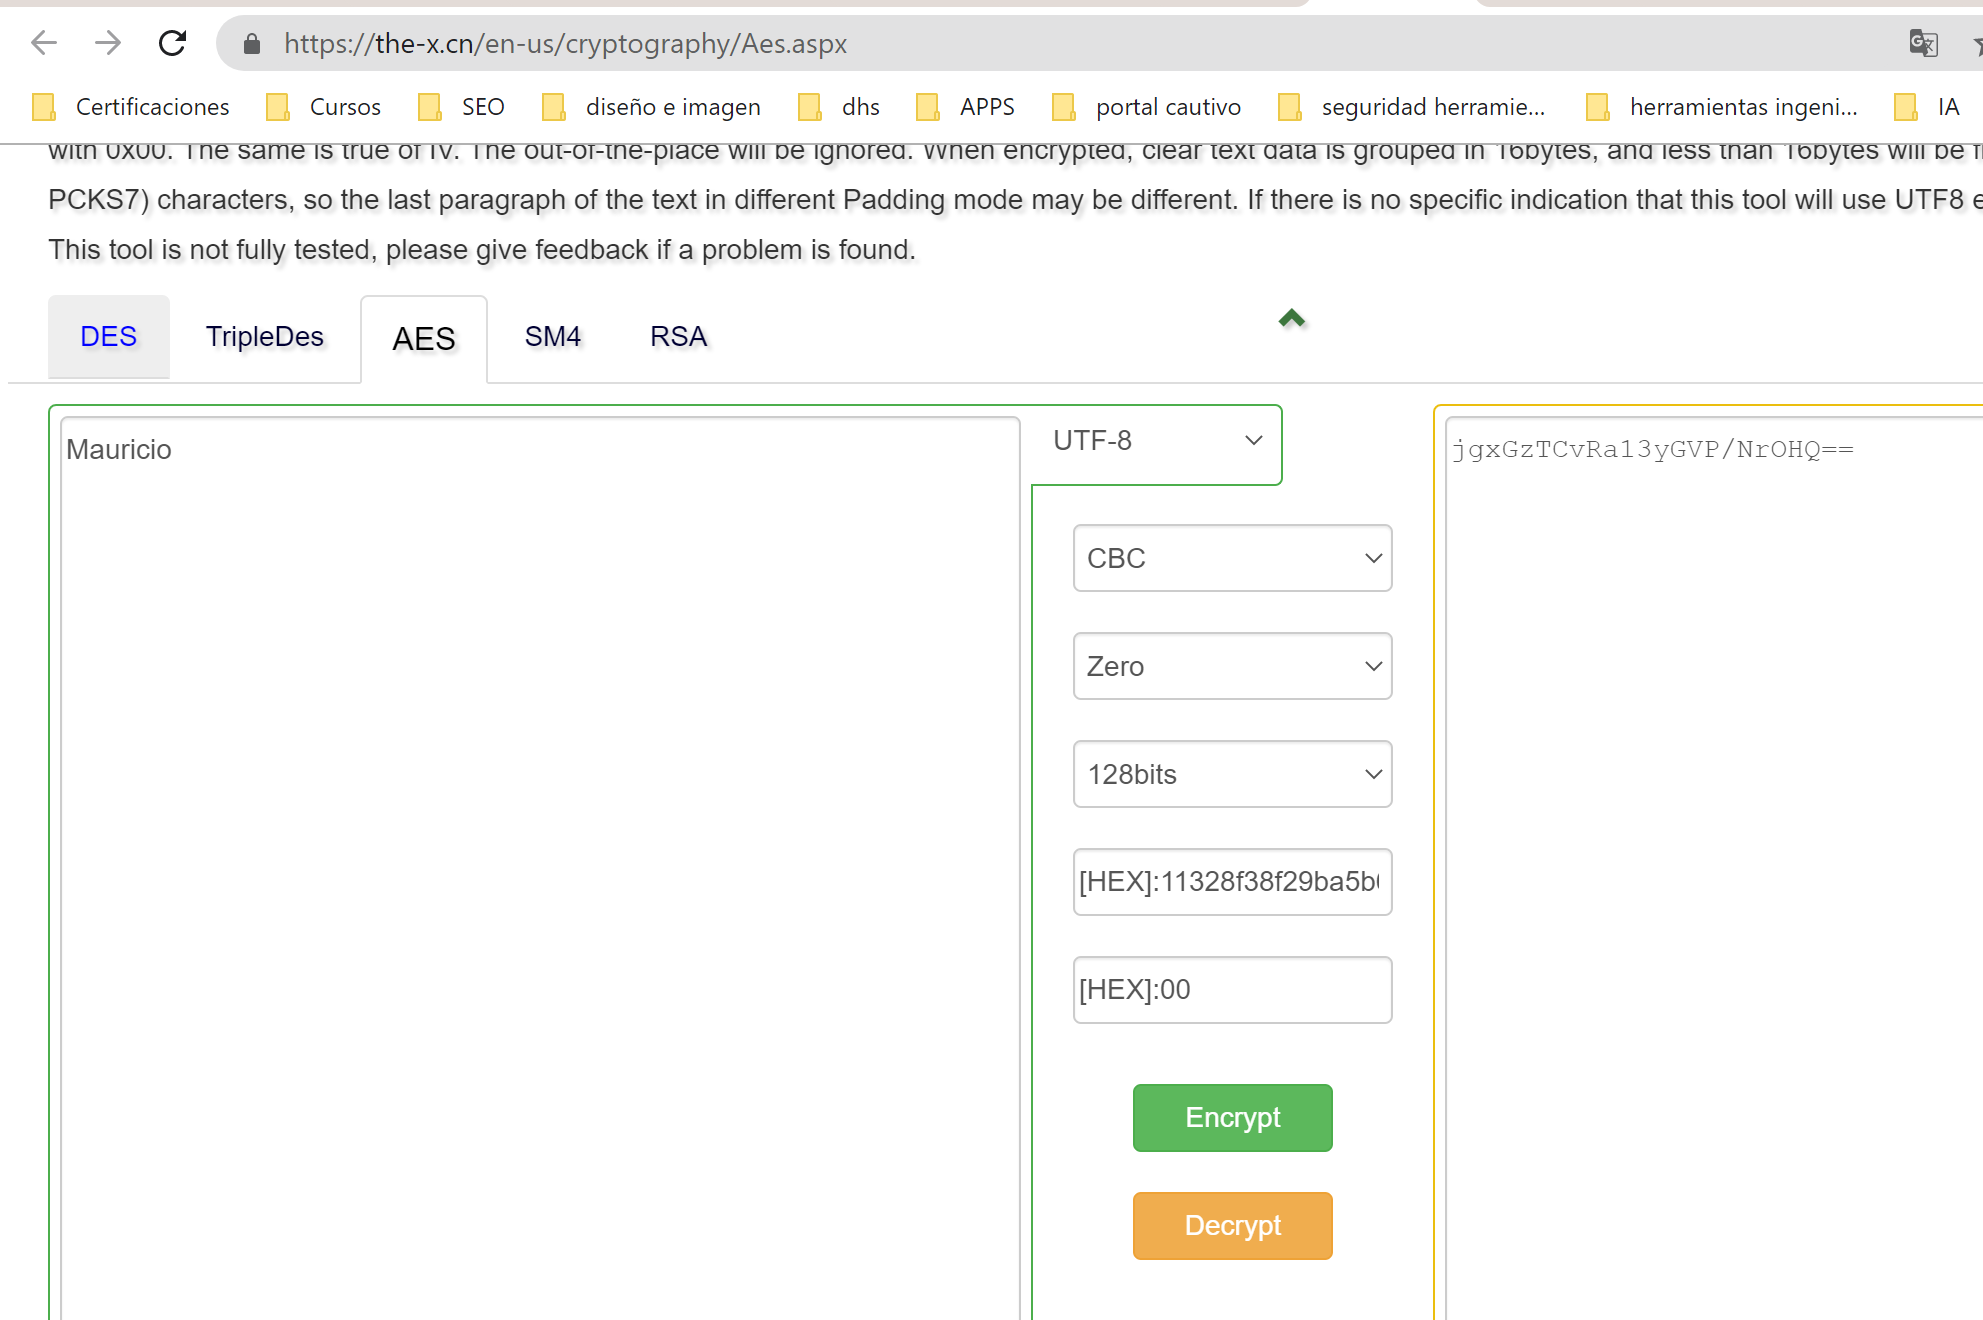 https://the-x.cn/en-us/cryptography/Aes.aspx
Certificaciones Cursos SEO diseño e imagen dhs APPS portal cautivo seguridad herramie... herramientas ingeni... IA
with 0x00. The same is true of IV. The out-of-the-place will be ignored. When encrypted, clear text data is grouped in 16bytes, and less than 16bytes will be
PCKS7) characters, so the last paragraph of the text in different Padding mode may be different. If there is no specific indication that this tool will use UTF8
This tool is not fully tested, please give feedback if a problem is found.
DES TripleDes AES SM4 RSA
Mauricio
UTF-8
CBC
Zero
128bits
[HEX]:11328f38f29ba5b
[HEX]:00
Encrypt
Decrypt
jgxGzTCvRa13yGVP/NrOHQ==